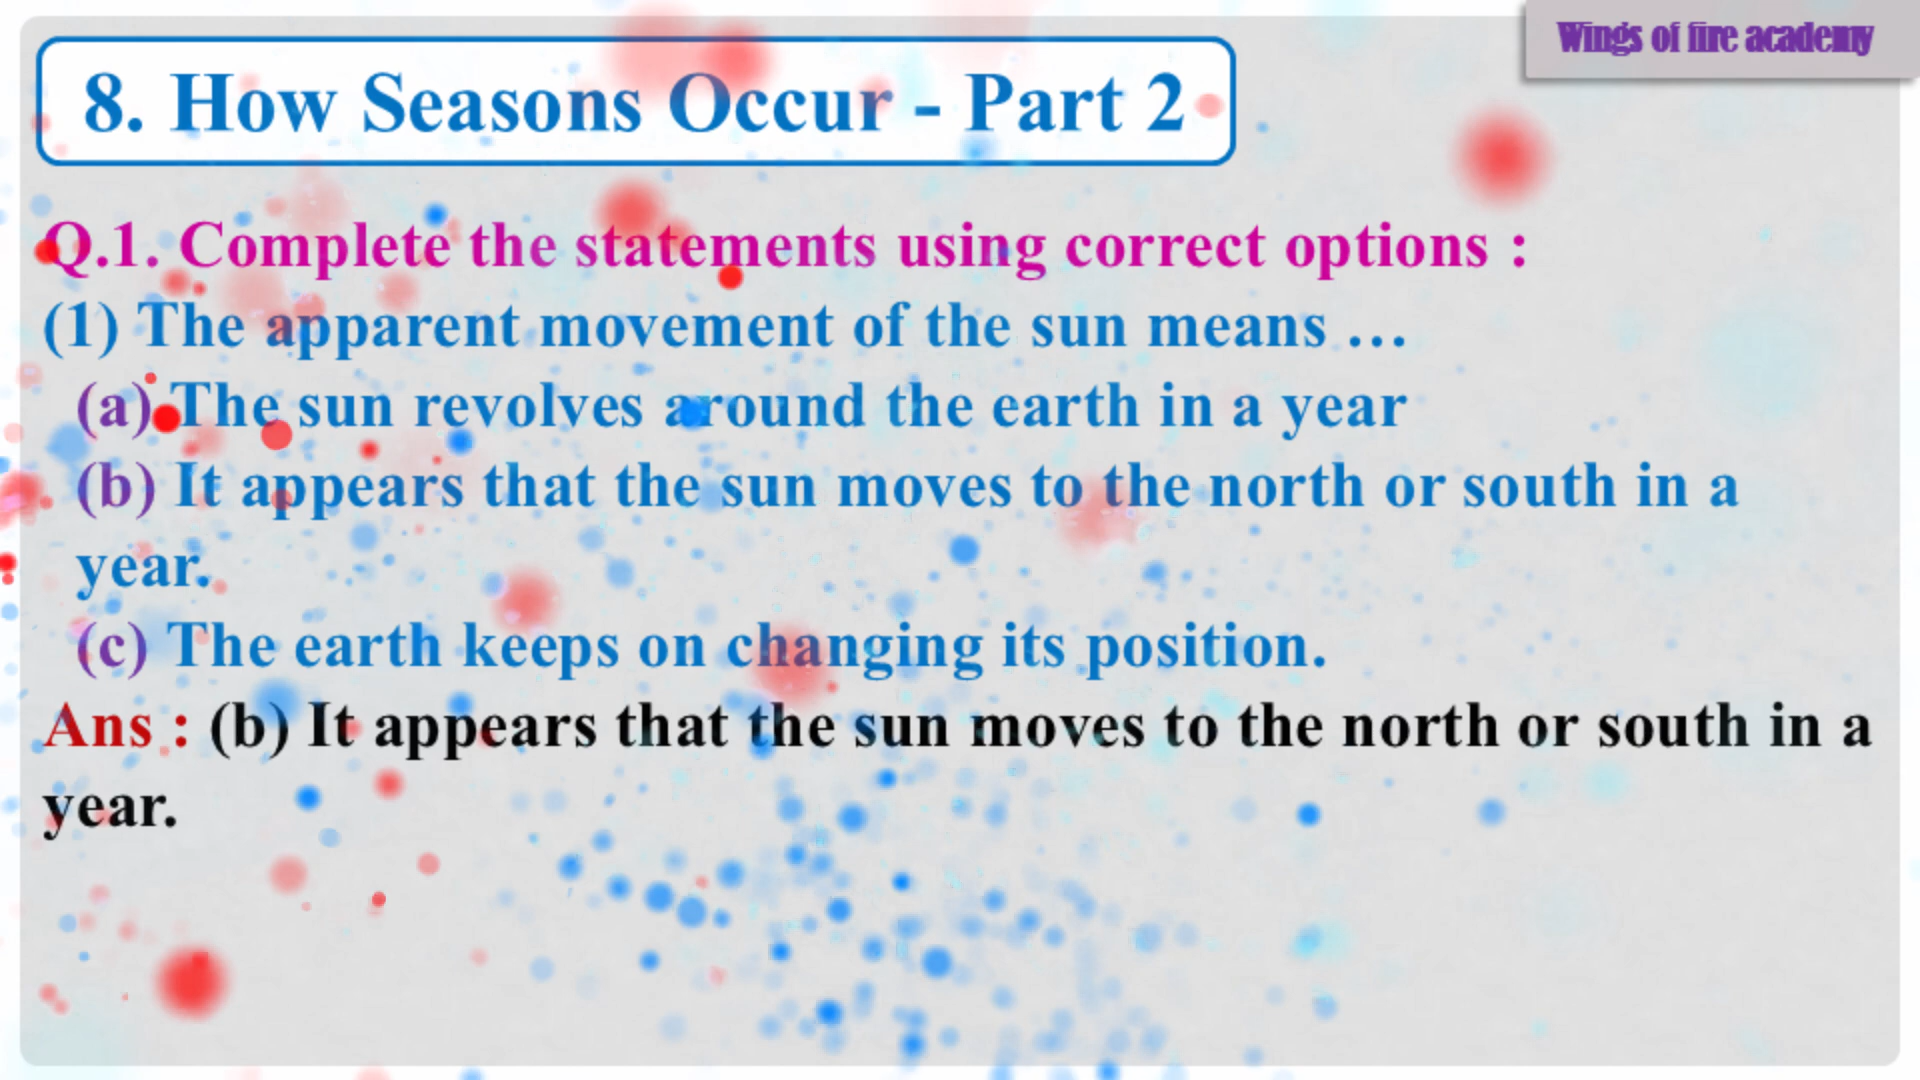 Wings of fire academy
8. How Seasons Occur - Part 2
Q.1. Complete the statements using correct options :
(1) The apparent movement of the sun means …
(a) The sun revolves around the earth in a year
(b) It appears that the sun moves to the north or south in a
year.
(c) The earth keeps on changing its position.
Ans : (b) It appears that the sun moves to the north or south in a
year.